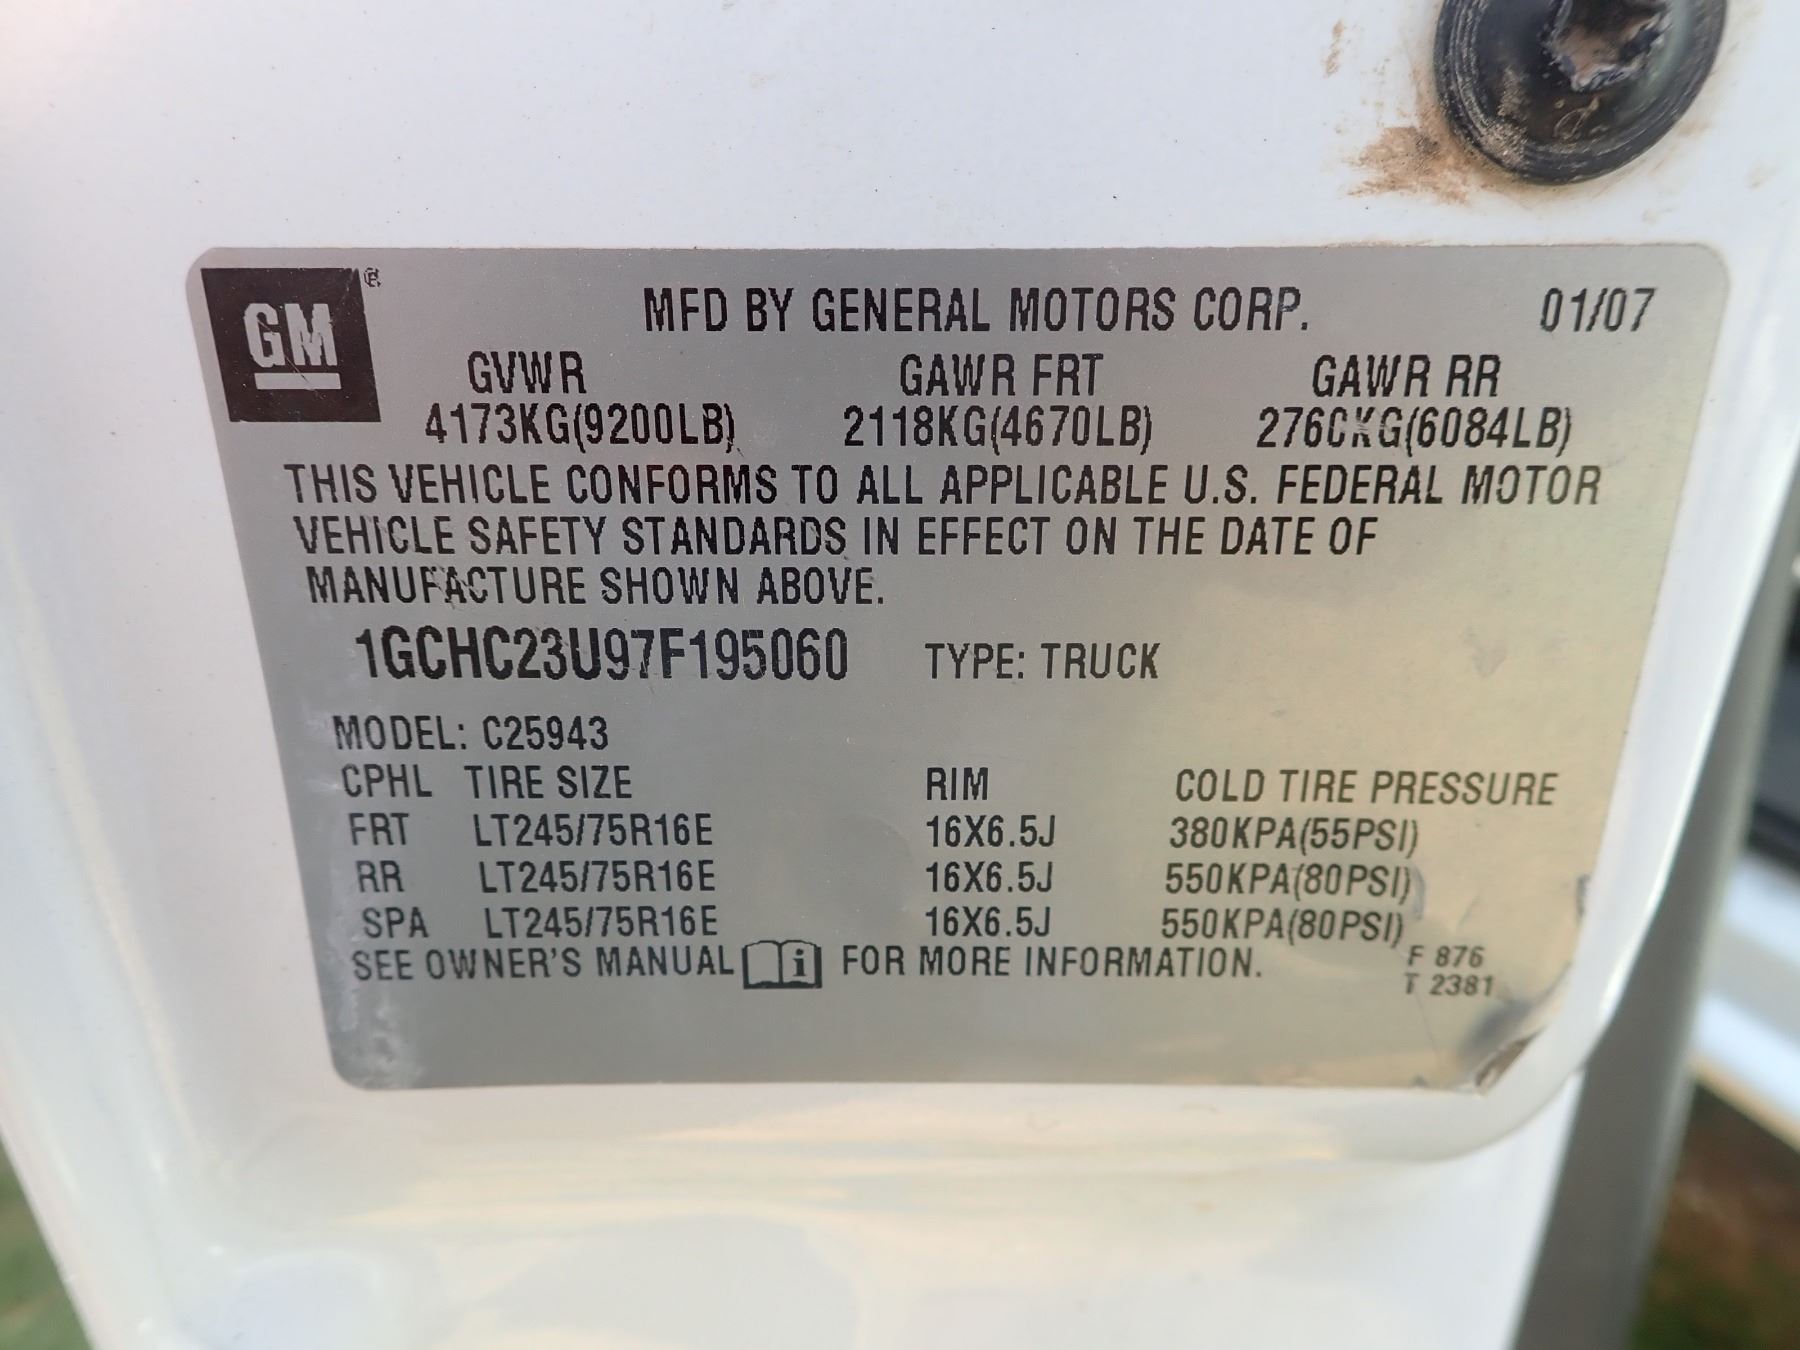 GM ®
MFD BY GENERAL MOTORS CORP. 01/07
GVWR GAWR FRT GAWR RR
4173KG(9200LB) 2118KG(4670LB) 2760KG(6084LB)
THIS VEHICLE CONFORMS TO ALL APPLICABLE U.S. FEDERAL MOTOR
VEHICLE SAFETY STANDARDS IN EFFECT ON THE DATE OF
MANUFACTURE SHOWN ABOVE.
1GCHC23U97F195060 TYPE: TRUCK
MODEL: C25943
CPHL TIRE SIZE RIM COLD TIRE PRESSURE
FRT LT245/75R16E 16X6.5J 380KPA(55PSI)
RR LT245/75R16E 16X6.5J 550KPA(80PSI)
SPA LT245/75R16E 16X6.5J 550KPA(80PSI)
SEE OWNER'S MANUAL i FOR MORE INFORMATION. F 876
T 2381